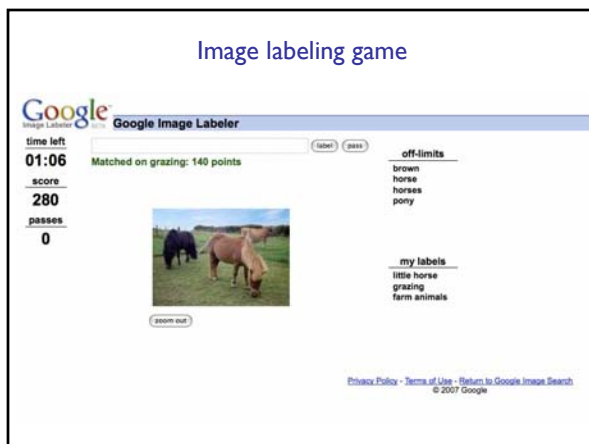 Image labeling game
Google
Image Labeler BETA
Google Image Labeler
time left
01:06
score
280
passes
0
label pass
Matched on grazing: 140 points
zoom out
off-limits
brown
horse
horses
pony
my labels
little horse
grazing
farm animals
Privacy Policy - Terms of Use - Return to Google Image Search
© 2007 Google